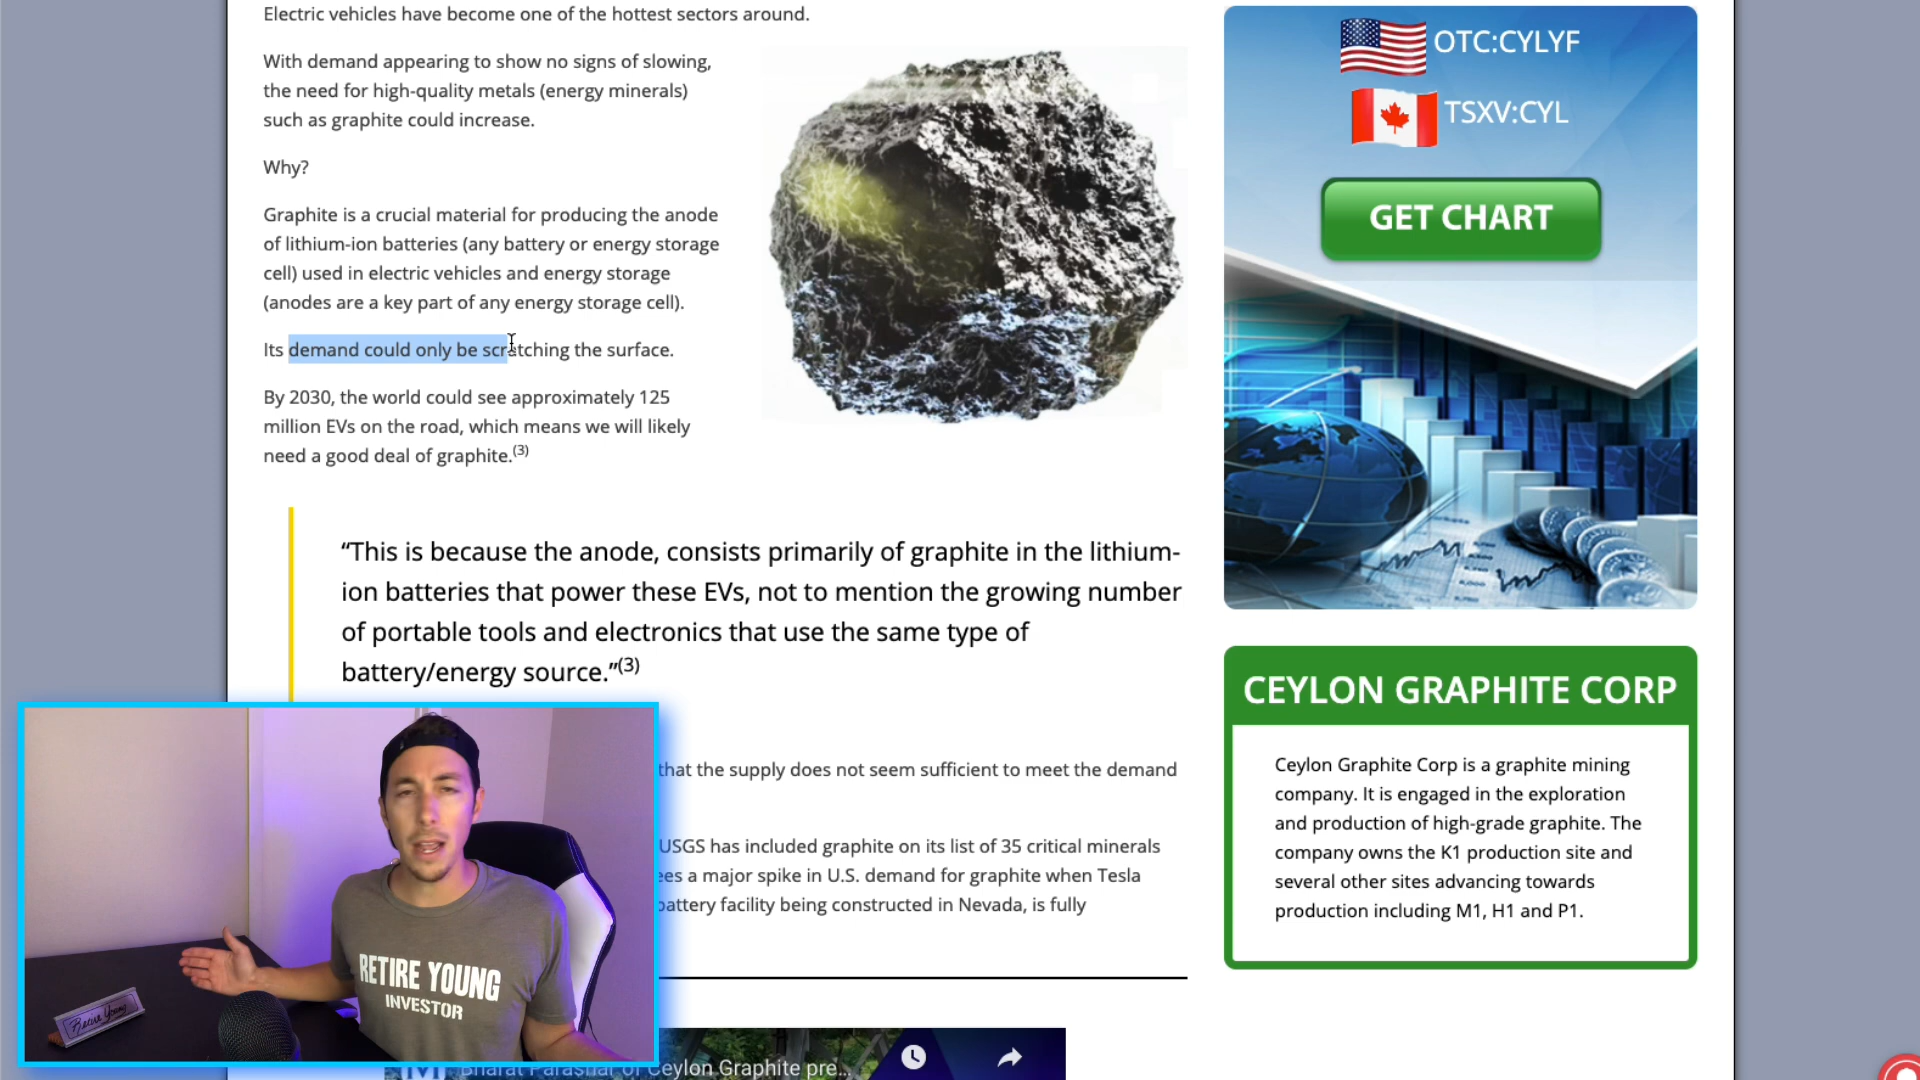 Electric vehicles have become one of the hottest sectors around.
With demand appearing to show no signs of slowing,
the need for high-quality metals (energy minerals)
such as graphite could increase.
Why?
Graphite is a crucial material for producing the anode
of lithium-ion batteries (any battery or energy storage
cell) used in electric vehicles and energy storage
(anodes are a key part of any energy storage cell).
Its demand could only be scratching the surface.
By 2030, the world could see approximately 125
million EVs on the road, which means we will likely
need a good deal of graphite.(3)
“This is because the anode, consists primarily of graphite in the lithium-
ion batteries that power these EVs, not to mention the growing number
of portable tools and electronics that use the same type of
battery/energy source.”(3)
that the supply does not seem sufficient to meet the demand
USGS has included graphite on its list of 35 critical minerals
ees a major spike in U.S. demand for graphite when Tesla
battery facility being constructed in Nevada, is fully
Bharat Parashar of Ceylon Graphite pre...
OTC:CYLYF
TSXV:CYL
GET CHART
CEYLON GRAPHITE CORP
Ceylon Graphite Corp is a graphite mining
company. It is engaged in the exploration
and production of high-grade graphite. The
company owns the K1 production site and
several other sites advancing towards
production including M1, H1 and P1.
RETIRE YOUNG
INVESTOR
Retire Young